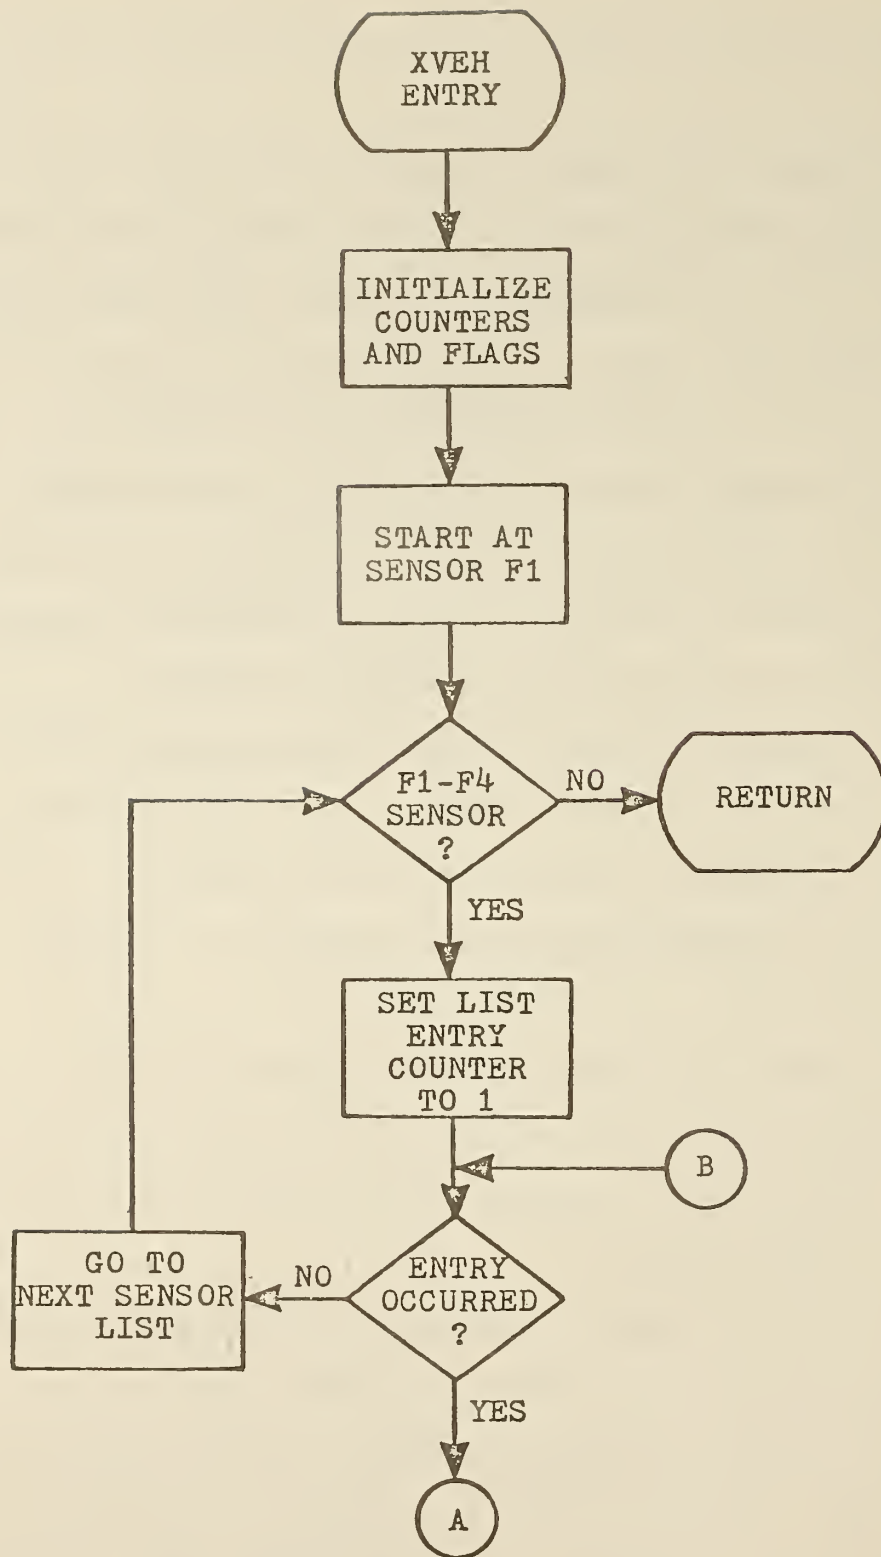 XVEH
ENTRY
INITIALIZE
COUNTERS
AND FLAGS
START AT
SENSOR F1
F1-F4
SENSOR
?
NO
RETURN
YES
SET LIST
ENTRY
COUNTER
TO 1
B
GO TO
NEXT SENSOR
LIST
NO
ENTRY
OCCURRED
?
YES
A